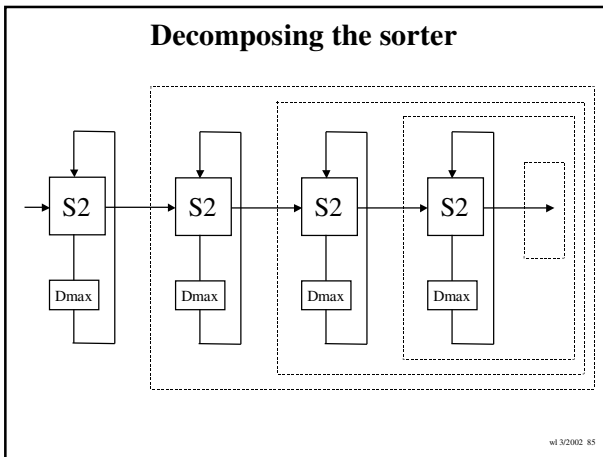 Decomposing the sorter
S2 S2 S2 S2
Dmax Dmax Dmax Dmax
wl 3/2002 85